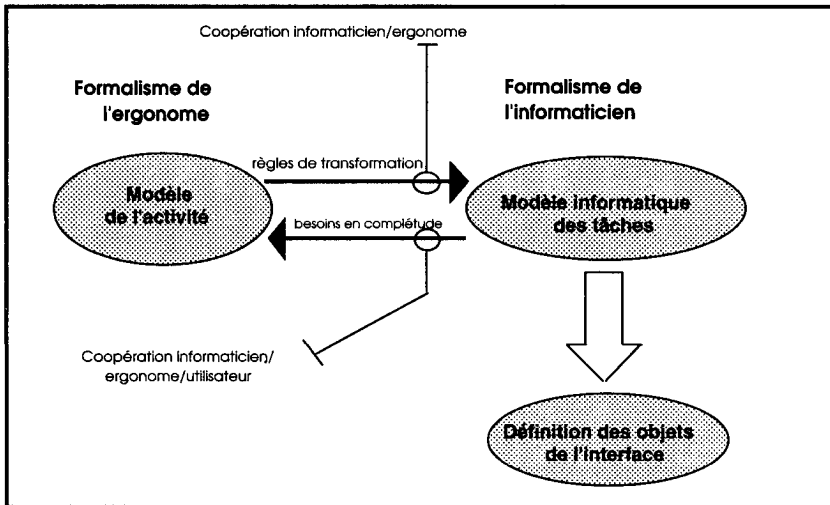 Coopération informaticien/ergonome
Formalisme de
l'ergonome
Formalisme de
l'informaticien
règles de transformation
Modèle
de l'activité
Modèle informatique
des tâches
besoins en complétude
Coopération informaticien/
ergonome/utilisateur
Définition des objets
de l'interface